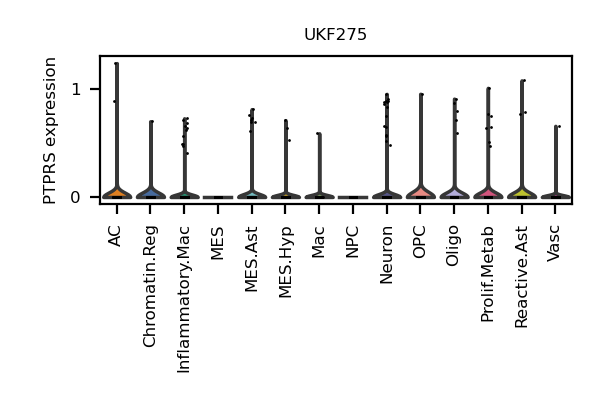 UKF275
PTPRS expression
1
0
AC
Chromatin.Reg
Inflammatory.Mac
MES
MES.Ast
MES.Hyp
Mac
NPC
Neuron
OPC
Oligo
Prolif.Metab
Reactive.Ast
Vasc